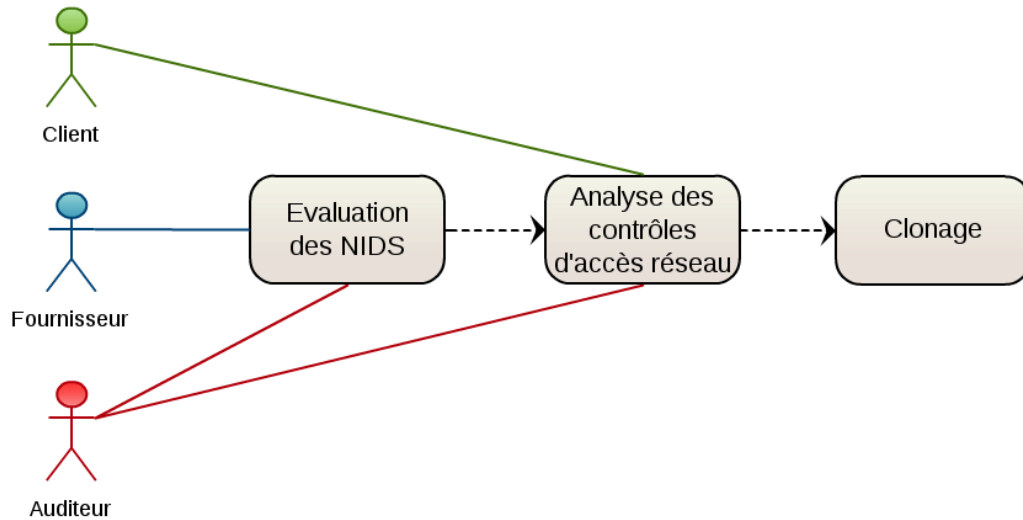 Client
Fournisseur
Auditeur
Evaluation
des NIDS
Analyse des
contrôles
d'accès réseau
Clonage